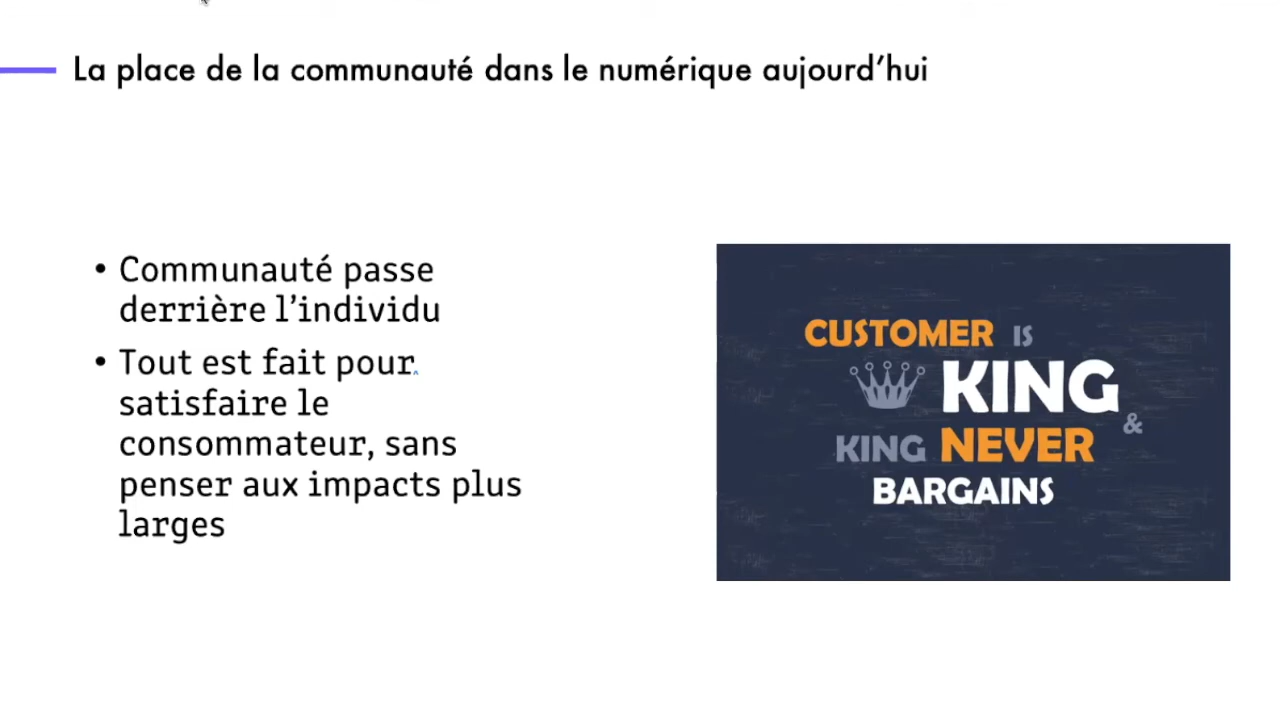 La place de la communauté dans le numérique aujourd’hui
• Communauté passe
derrière l’individu
• Tout est fait pour
satisfaire le
consommateur, sans
penser aux impacts plus
larges
CUSTOMER IS
KING
&
KING NEVER
BARGAINS